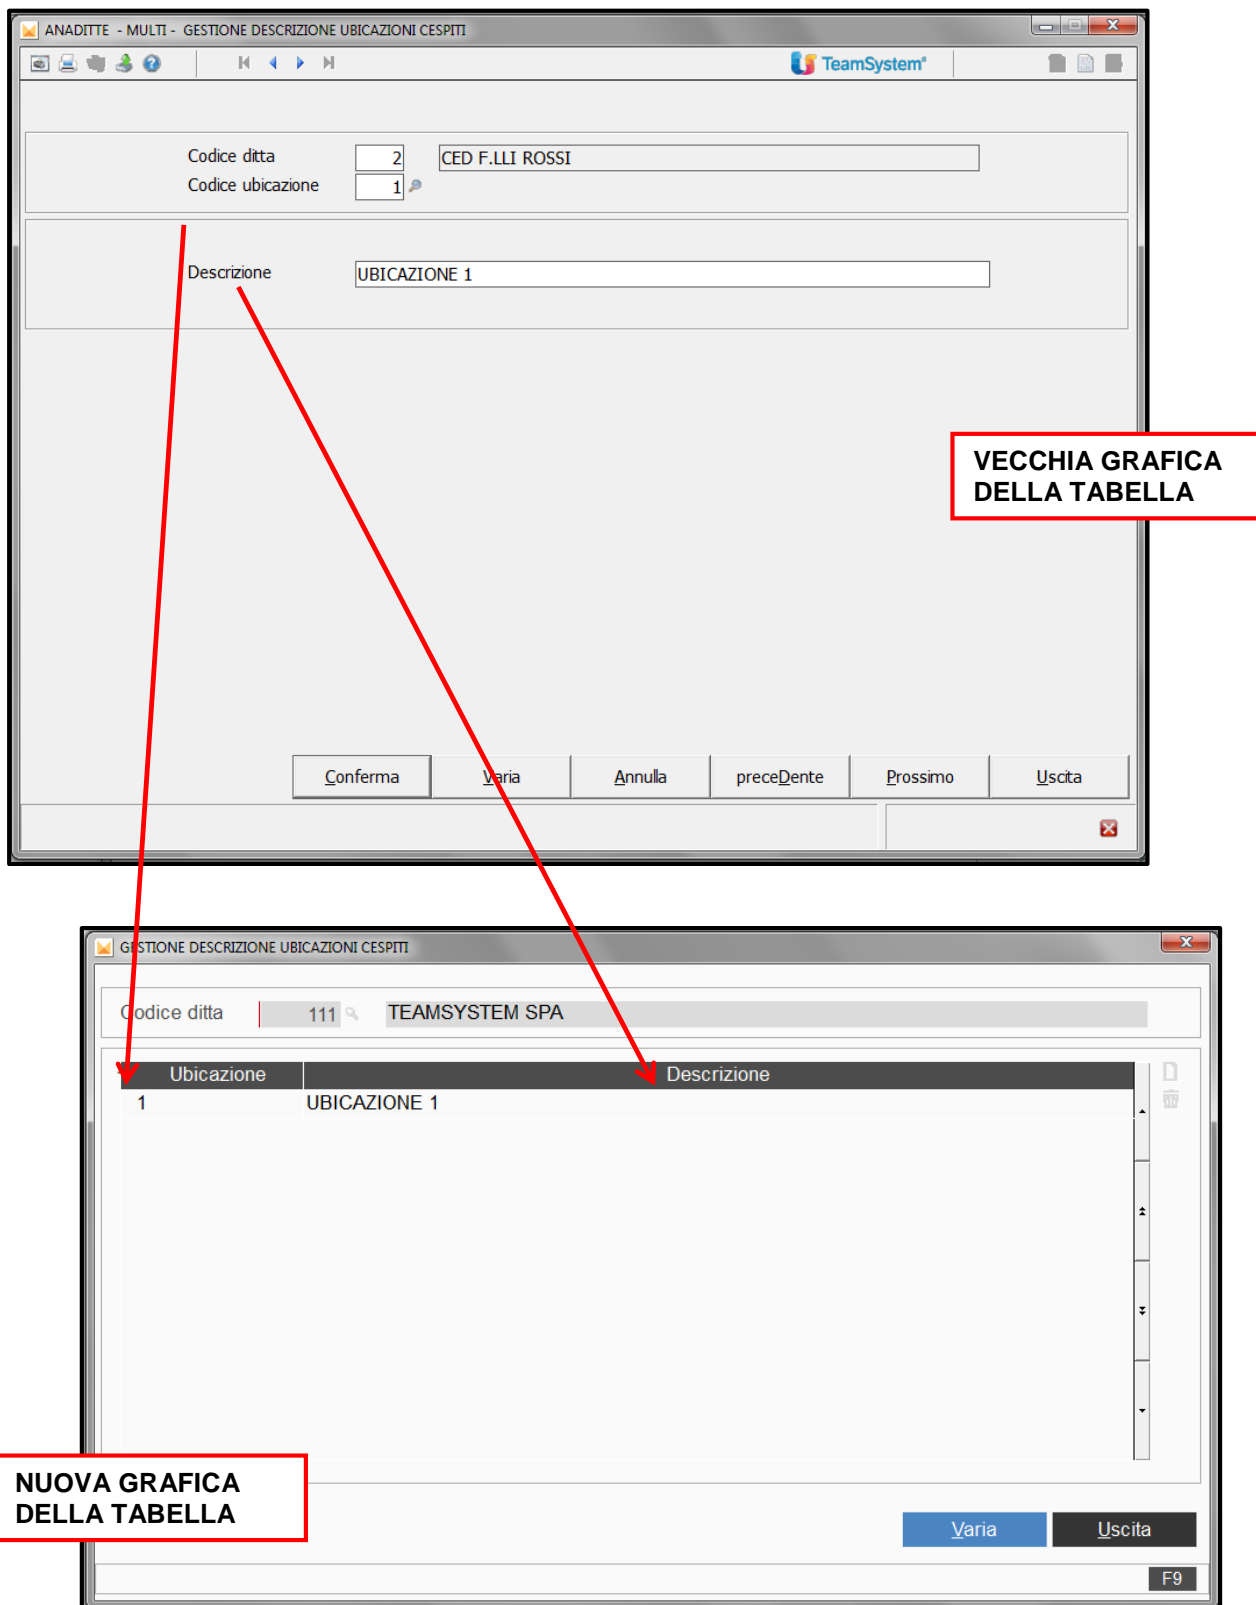 ANADITTE - MULTI - GESTIONE DESCRIZIONE UBICAZIONI CESPITI
TeamSystem®
Codice ditta 2 CED F.LLI ROSSI
Codice ubicazione 1
Descrizione UBICAZIONE 1
VECCHIA GRAFICA
DELLA TABELLA
Conferma Varia Annulla preceDente Prossimo Uscita
GESTIONE DESCRIZIONE UBICAZIONI CESPITI
Codice ditta 111 TEAMSYSTEM SPA
Ubicazione Descrizione
1 UBICAZIONE 1
NUOVA GRAFICA
DELLA TABELLA
Varia Uscita
F9